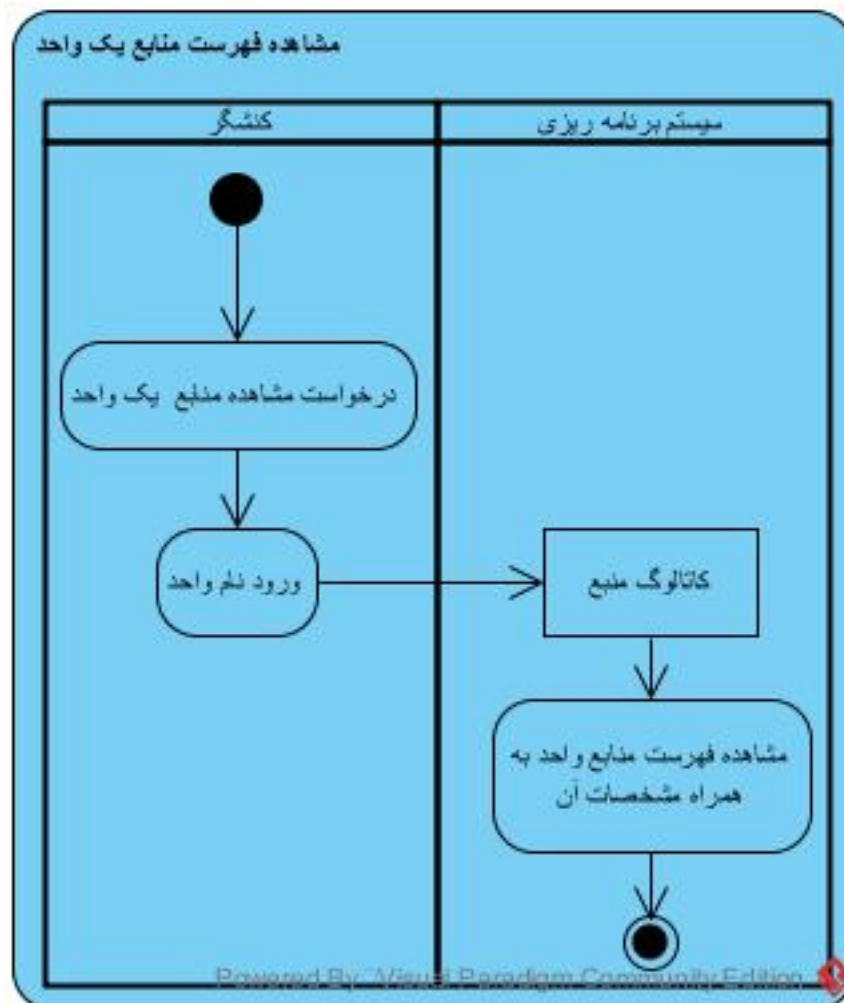 مشاهده فهرست منابع یک واحد
کنشگر
سیستم برنامه ریزی
درخواست مشاهده منابع یک واحد
ورود نام واحد
کاتالوگ منبع
مشاهده فهرست منابع واحد به
همراه مشخصات آن
Powered By Visual Paradigm Community Edition